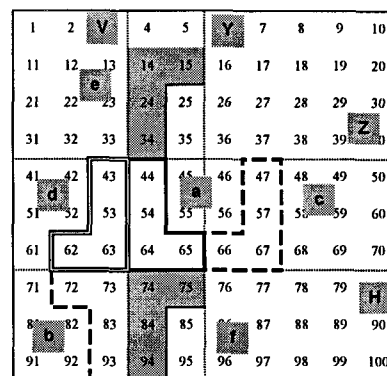 1 2 V 4 5 Y 7 8 9 10
11 12 13 14 15 16 17 18 19 20
e
21 22 23 24 25 26 27 28 29 30
Z
31 32 33 34 35 36 37 38 39
41 42 43 44 45 46 47 48 49 50
d a c
52 53 54 55 56 57 59 60
61 62 63 64 65 66 67 68 69 70
71 72 73 74 75 76 77 78 79 80
H
82 83 84 85 87 88 89 90
b f
91 92 93 94 95 96 97 98 99 100